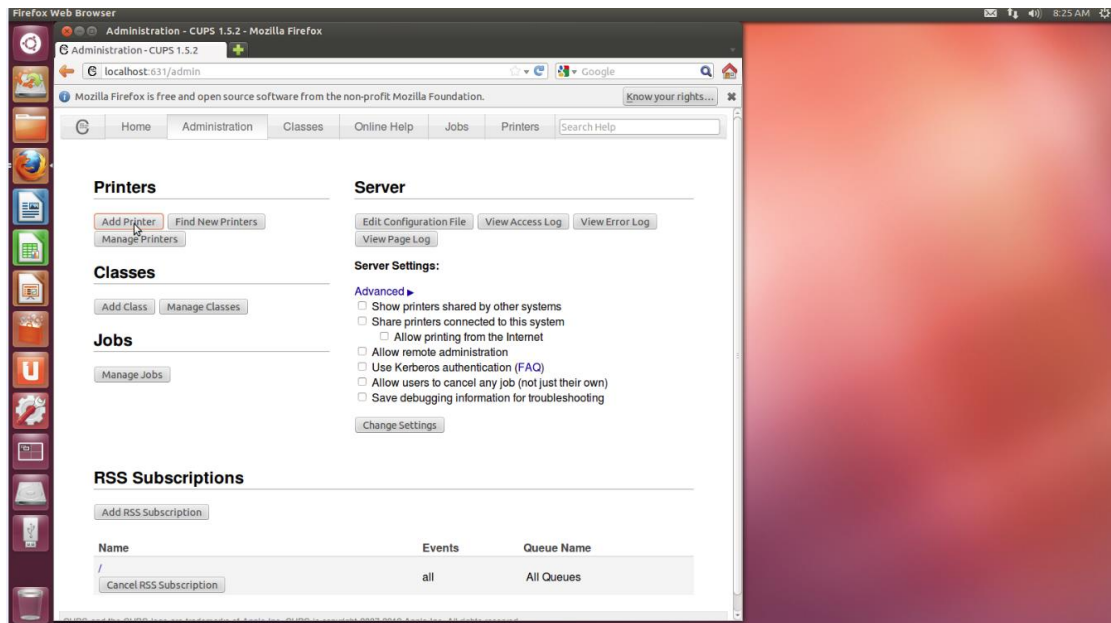 Firefox Web Browser
8:25 AM
Administration - CUPS 1.5.2 - Mozilla Firefox
Administration - CUPS 1.5.2
localhost:631/admin
Google
Mozilla Firefox is free and open source software from the non-profit Mozilla Foundation.
Know your rights...
Home Administration Classes Online Help Jobs Printers Search Help
Printers
Add Printer Find New Printers
Manage Printers
Classes
Add Class Manage Classes
Jobs
Manage Jobs
Server
Edit Configuration File View Access Log View Error Log
View Page Log
Server Settings:
Advanced
Show printers shared by other systems
Share printers connected to this system
Allow printing from the Internet
Allow remote administration
Use Kerberos authentication (FAQ)
Allow users to cancel any job (not just their own)
Save debugging information for troubleshooting
Change Settings
RSS Subscriptions
Add RSS Subscription
Name Events Queue Name
/
all All Queues
Cancel RSS Subscription